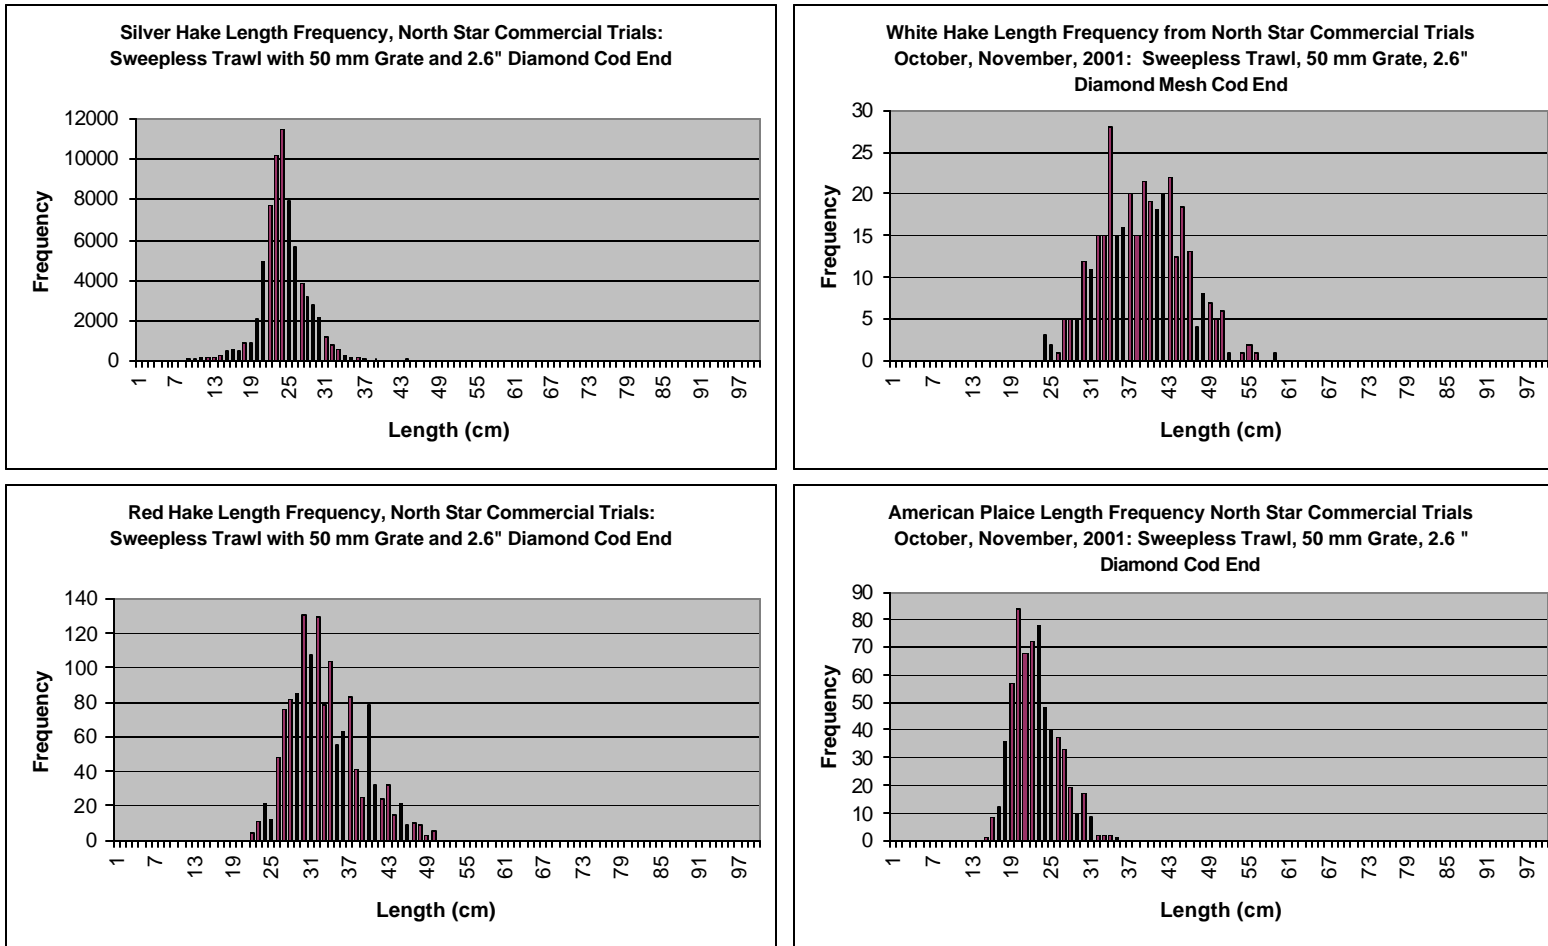 Silver Hake Length Frequency, North Star Commercial Trials:
Sweepless Trawl with 50 mm Grate and 2.6" Diamond Cod End
12000
10000
8000
6000
4000
2000
0
Frequency
1 7 13 19 25 31 37 43 49 55 61 67 73 79 85 91 97
Length (cm)
White Hake Length Frequency from North Star Commercial Trials
October, November, 2001: Sweepless Trawl, 50 mm Grate, 2.6"
Diamond Mesh Cod End
30
25
20
15
10
5
0
Frequency
1 7 13 19 25 31 37 43 49 55 61 67 73 79 85 91 97
Length (cm)
Red Hake Length Frequency, North Star Commercial Trials:
Sweepless Trawl with 50 mm Grate and 2.6" Diamond Cod End
140
120
100
80
60
40
20
0
Frequency
1 7 13 19 25 31 37 43 49 55 61 67 73 79 85 91 97
Length (cm)
American Plaice Length Frequency North Star Commercial Trials
October, November, 2001: Sweepless Trawl, 50 mm Grate, 2.6 "
Diamond Cod End
90
80
70
60
50
40
30
20
10
0
Frequency
1 7 13 19 25 31 37 43 49 55 61 67 73 79 85 91 97
Length (cm)